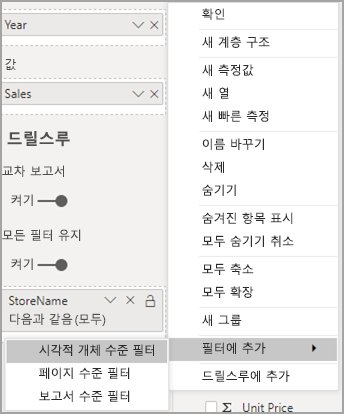 Year
값
Sales
드릴스루
교차 보고서
켜기
모든 필터 유지
켜기
StoreName
다음과 같음(모두)
확인
새 계층 구조
새 측정값
새 열
새 빠른 측정
이름 바꾸기
삭제
숨기기
숨겨진 항목 표시
모두 숨기기 취소
모두 축소
모두 확장
새 그룹
필터에 추가
드릴스루에 추가
시각적 개체 수준 필터
페이지 수준 필터
보고서 수준 필터
Unit Price